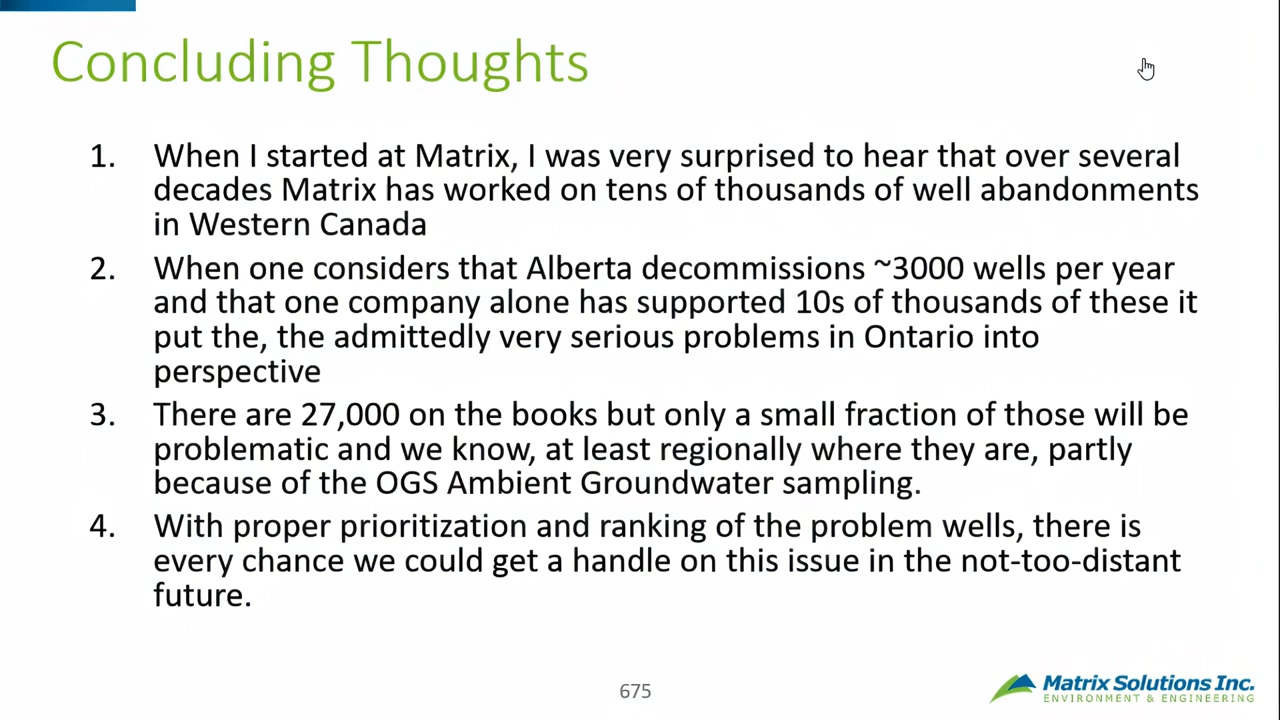 Concluding Thoughts
1. When I started at Matrix, I was very surprised to hear that over several
decades Matrix has worked on tens of thousands of well abandonments
in Western Canada
2. When one considers that Alberta decommissions ~3000 wells per year
and that one company alone has supported 10s of thousands of these it
put the, the admittedly very serious problems in Ontario into
perspective
3. There are 27,000 on the books but only a small fraction of those will be
problematic and we know, at least regionally where they are, partly
because of the OGS Ambient Groundwater sampling.
4. With proper prioritization and ranking of the problem wells, there is
every chance we could get a handle on this issue in the not-too-distant
future.
675
Matrix Solutions Inc.
ENVIRONMENT & ENGINEERING